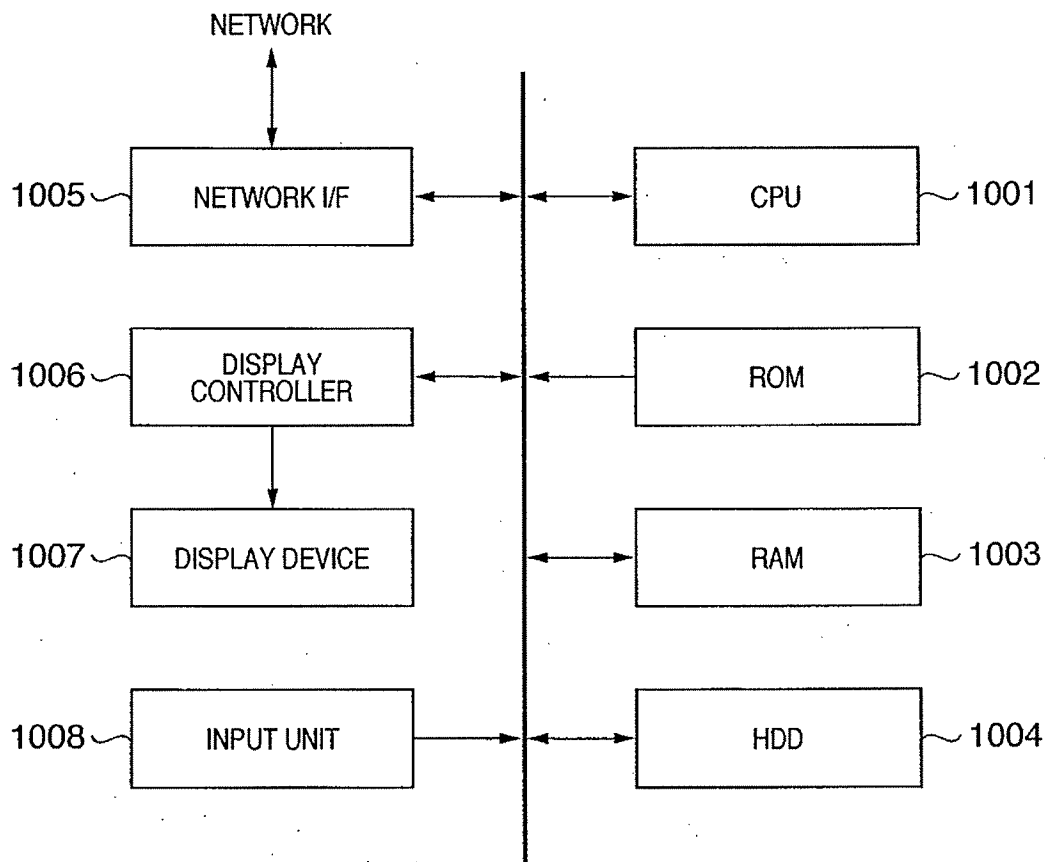 NETWORK
1005
NETWORK I/F
CPU
1001
1006
DISPLAY
CONTROLLER
ROM
1002
1007
DISPLAY DEVICE
RAM
1003
1008
INPUT UNIT
HDD
1004